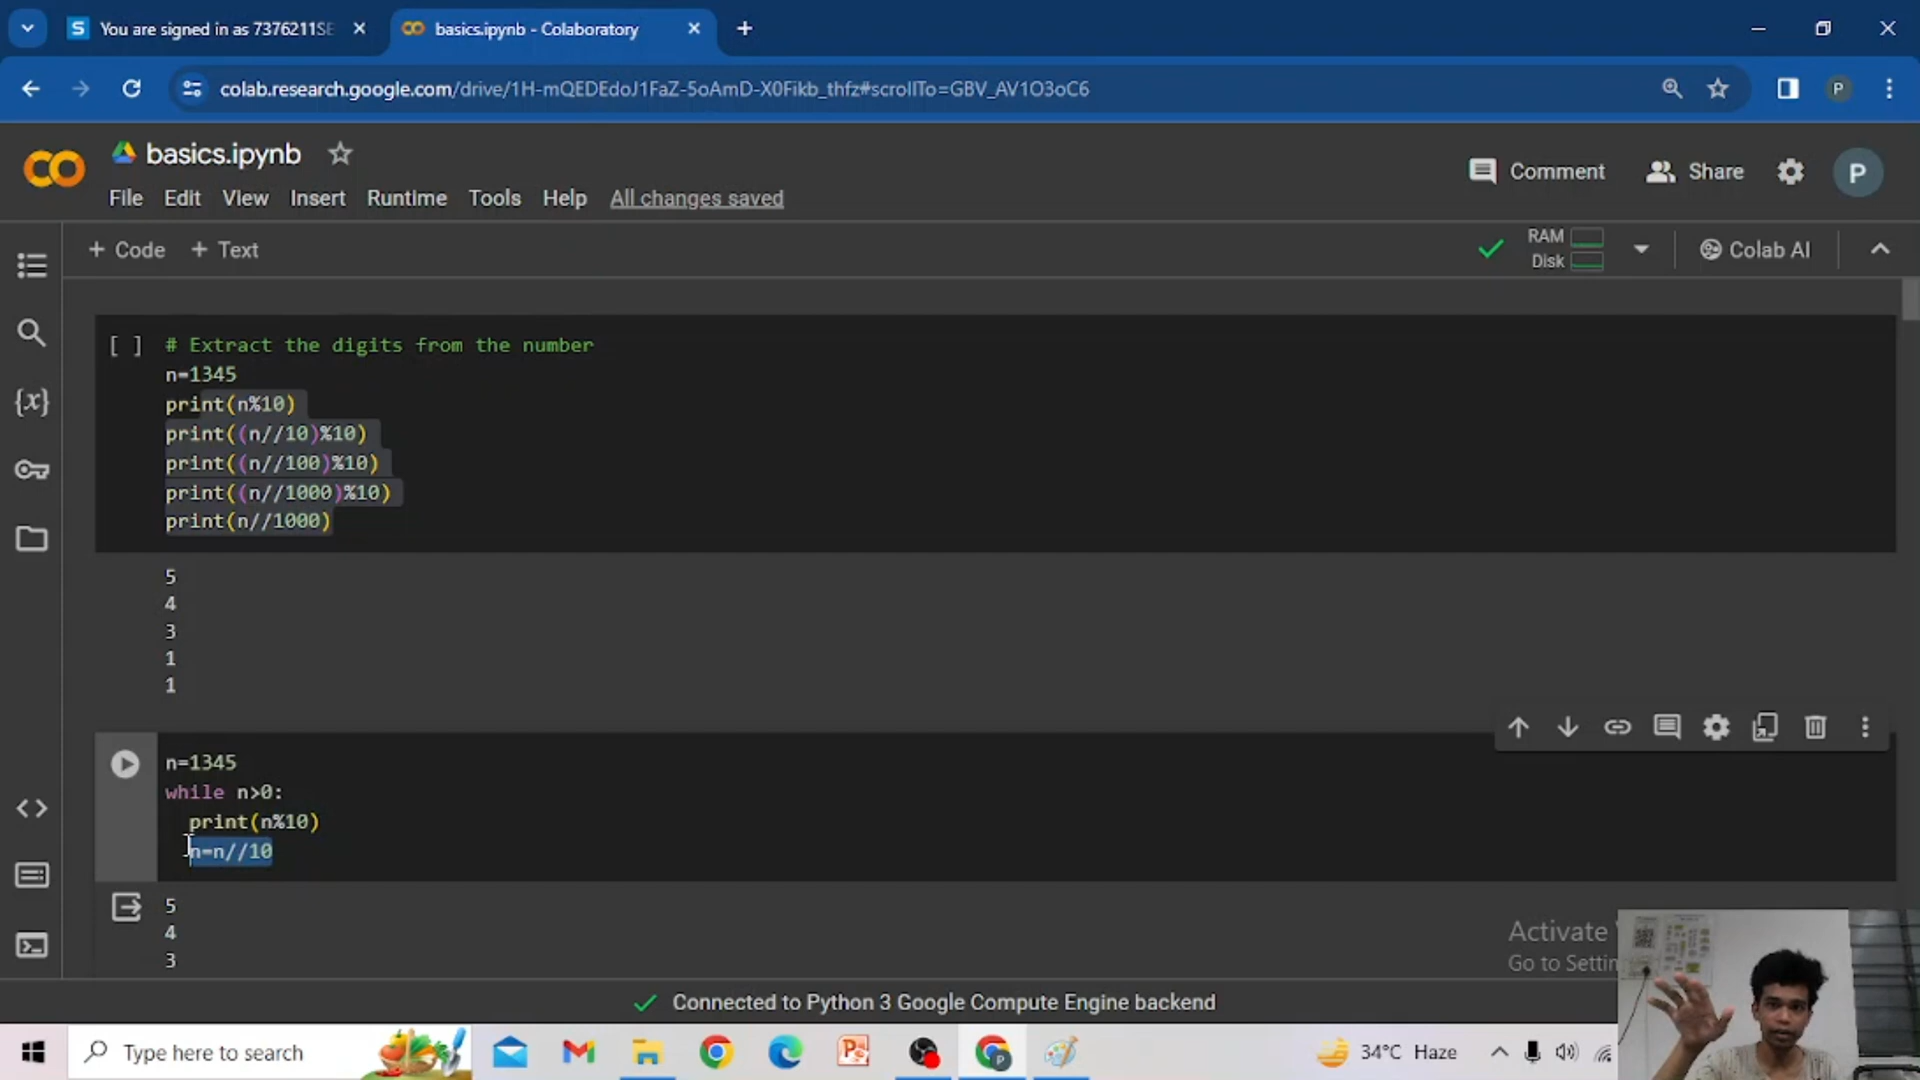 You are signed in as 7376211SE
basics.ipynb - Colaboratory
colab.research.google.com/drive/1H-mQEDEdoJ1FaZ-5oAmD-X0Fikb_thfz#scrollTo=GBV_AV1O3oC6
P
basics.ipynb
Comment
Share
P
File Edit View Insert Runtime Tools Help All changes saved
+ Code + Text
RAM
Disk
Colab AI
[ ] # Extract the digits from the number
n=1345
print(n%10)
print((n//10)%10)
print((n//100)%10)
print((n//1000)%10)
print(n//1000)
5
4
3
1
1
n=1345
while n>0:
print(n%10)
n=n//10
5
4
3
Activate
Go to Settin
Connected to Python 3 Google Compute Engine backend
Type here to search
34°C Haze